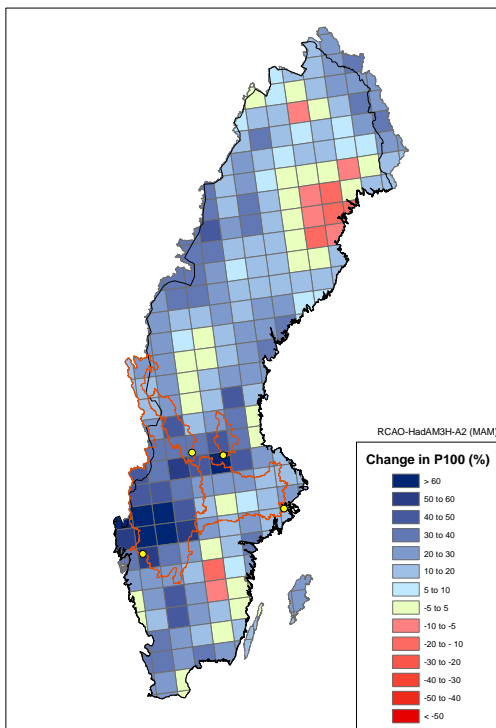 RCAO-HadAM3H-A2 (MAM)
Change in P100 (%)
> 60
50 to 60
40 to 50
30 to 40
20 to 30
10 to 20
5 to 10
-5 to 5
-10 to -5
-20 to - 10
-30 to -20
-40 to -30
-50 to -40
< -50